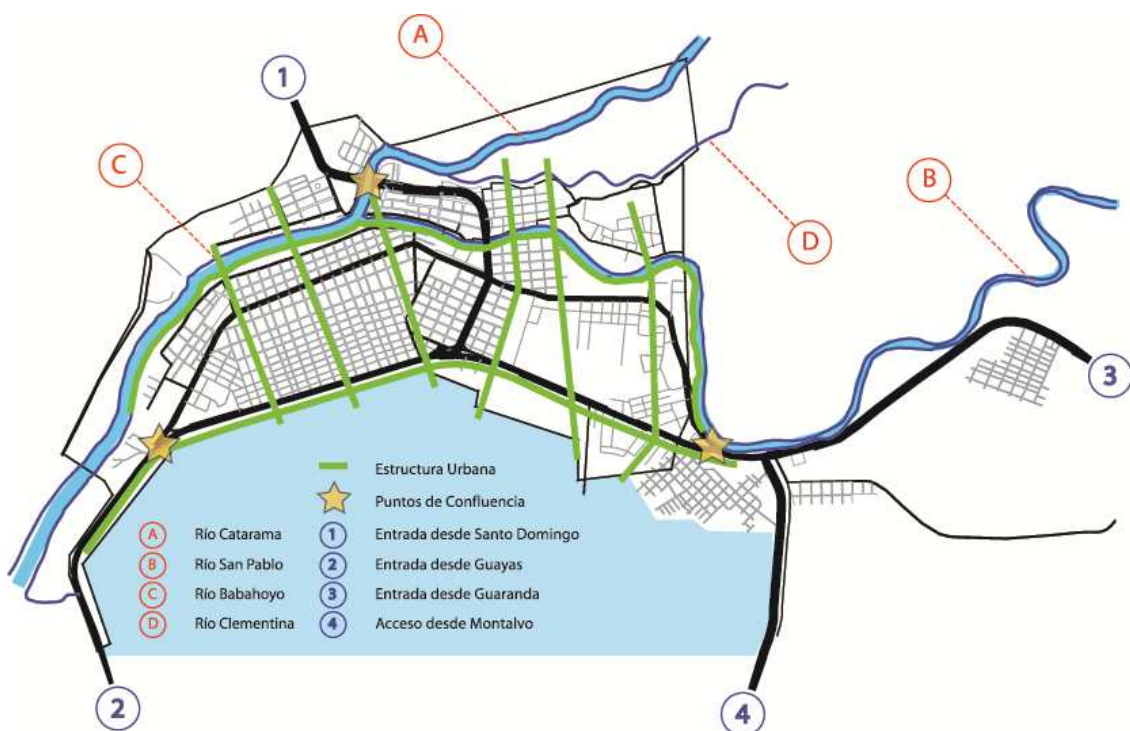 A
1
C
B
D
3
Estructura Urbana
Puntos de Confluencia
A Río Catarama 1 Entrada desde Santo Domingo
B Río San Pablo 2 Entrada desde Guayas
C Río Babahoyo 3 Entrada desde Guaranda
D Río Clementina 4 Acceso desde Montalvo
2
4